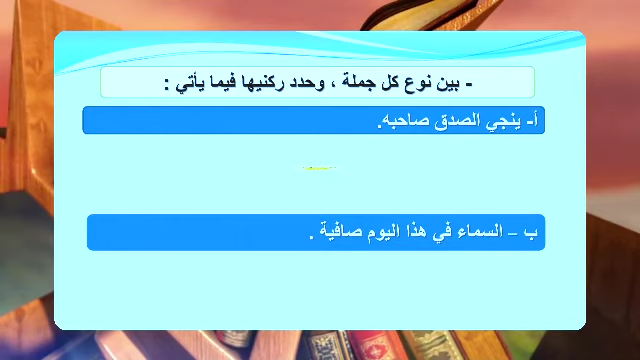 - بين نوع كل جملة ، وحدد ركنيها فيما يأتي :
أ- ينجي الصدق صاحبه.
ب – السماء في هذا اليوم صافية .